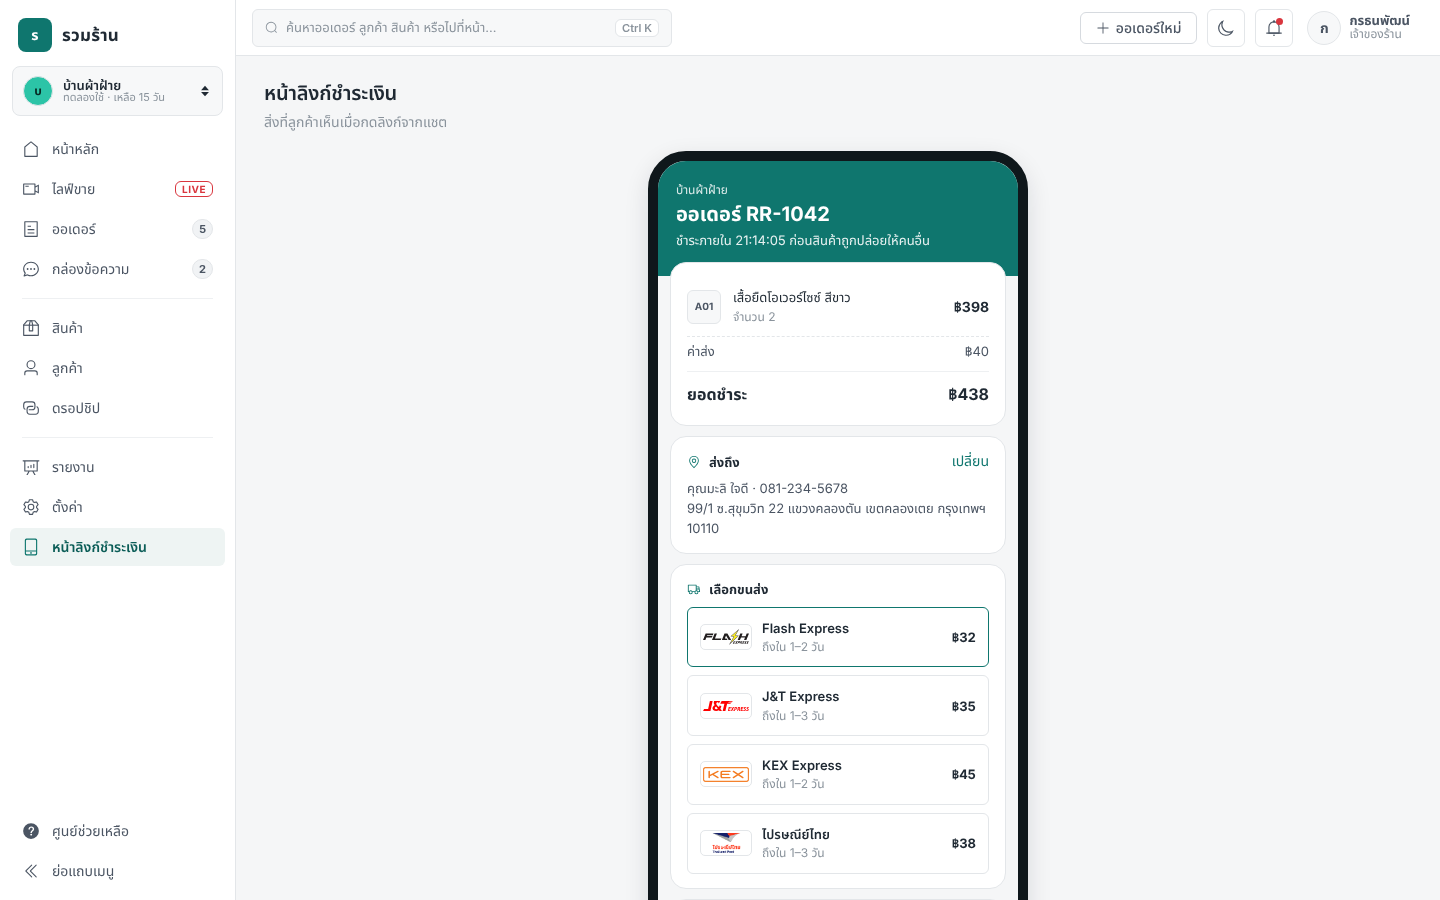 ร
รวมร้าน
บ
บ้านผ้าฝ้าย
ทดลองใช้ · เหลือ 15 วัน
หน้าหลัก
ไลฟ์ขาย
LIVE
ออเดอร์
5
กล่องข้อความ
2
สินค้า
ลูกค้า
ดรอปชิป
รายงาน
ตั้งค่า
หน้าลิงก์ชำระเงิน
ศูนย์ช่วยเหลือ
ย่อแถบเมนู
ค้นหาออเดอร์ ลูกค้า สินค้า หรือไปที่หน้า...
Ctrl K
ออเดอร์ใหม่
ก
กรธนพัฒน์
เจ้าของร้าน
หน้าลิงก์ชำระเงิน
สิ่งที่ลูกค้าเห็นเมื่อกดลิงก์จากแชต
บ้านผ้าฝ้าย
ออเดอร์ RR-1042
ชำระภายใน 21:14:05 ก่อนสินค้าถูกปล่อยให้คนอื่น
A01
เสื้อยืดโอเวอร์ไซซ์ สีขาว
จำนวน 2
฿398
ค่าส่ง
฿40
ยอดชำระ
฿438
ส่งถึง
เปลี่ยน
คุณมะลิ ใจดี · 081-234-5678
99/1 ซ.สุขุมวิท 22 แขวงคลองตัน เขตคลองเตย กรุงเทพฯ
10110
เลือกขนส่ง
FLASH EXPRESS
Flash Express
ถึงใน 1–2 วัน
฿32
J&T EXPRESS
J&T Express
ถึงใน 1–3 วัน
฿35
KEX
KEX Express
ถึงใน 1–2 วัน
฿45
ไปรษณีย์ไทย
Thailand Post
ไปรษณีย์ไทย
ถึงใน 1–3 วัน
฿38